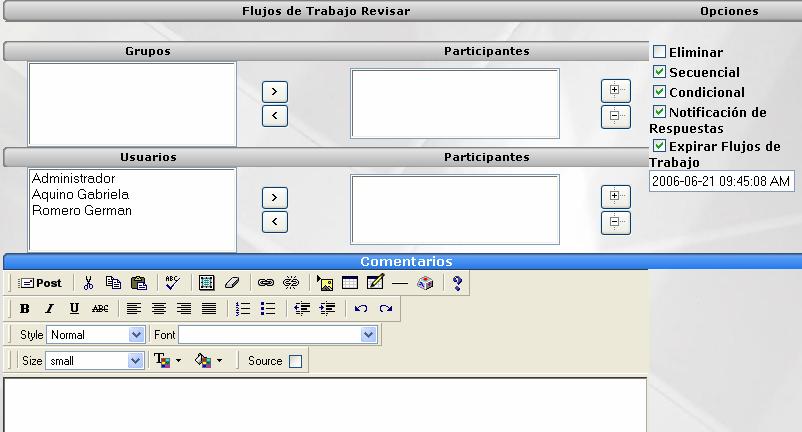 Flujos de Trabajo Revisar
Opciones
Grupos
Participantes
Eliminar
Secuencial
Condicional
Notificación de
Respuestas
Expirar Flujos de
Trabajo
2006-06-21 09:45:08 AM
>
<
Usuarios
Participantes
Administrador
Aquino Gabriela
Romero German
>
<
Comentarios
Post
ABC
B I U ABC
Style Normal Font
Size small T Source